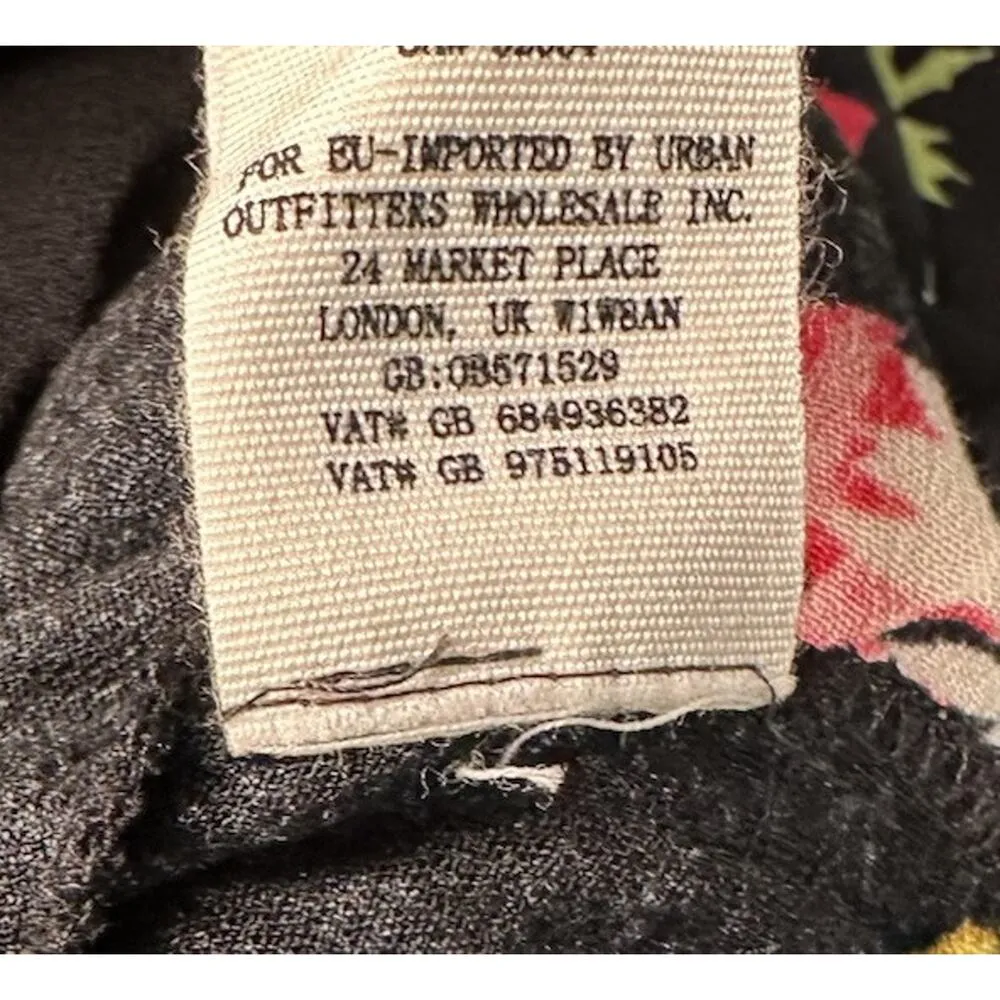 FOR EU-IMPORTED BY URBAN
OUTFITTERS WHOLESALE INC.
24 MARKET PLACE
LONDON, UK W1W8AN
GB:OB571529
VAT# GB 684936382
VAT# GB 975119105